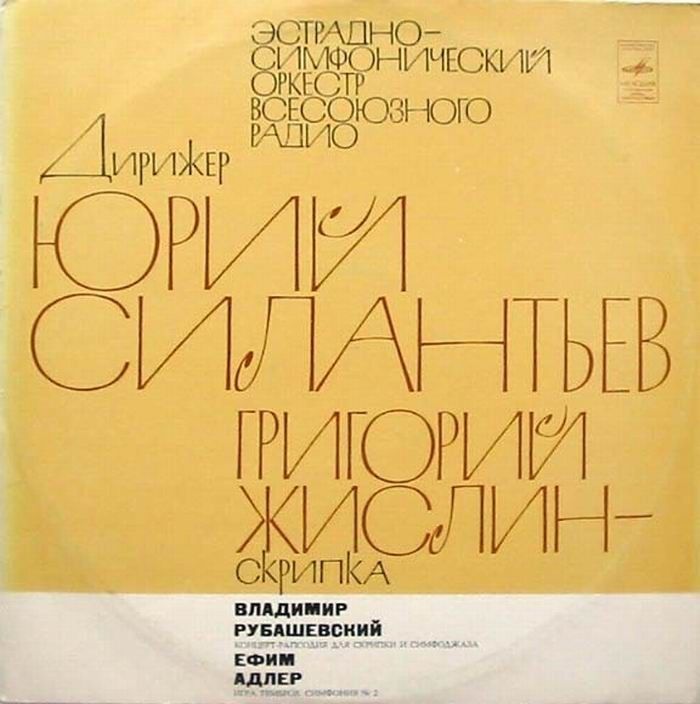 ЭСТРАДНО-
СИМФОНИЧЕСКИЙ
ОРКЕСТР
ВСЕСОЮЗНОГО
РАДИО
МЕЛОДИЯ
ДИРИЖЕР
ЮРИЙ
СИЛАНТЬЕВ
ГРИГОРИЙ
ЖИСЛИН-
СКРИПКА
ВЛАДИМИР
РУБАШЕВСКИЙ
КОНЦЕРТ-РАПСОДИЯ ДЛЯ СКРИПКИ И СИМФОДЖАЗА
ЕФИМ
АДЛЕР
ИГРА ТЕМБРОВ. СИМФОНИЯ № 2